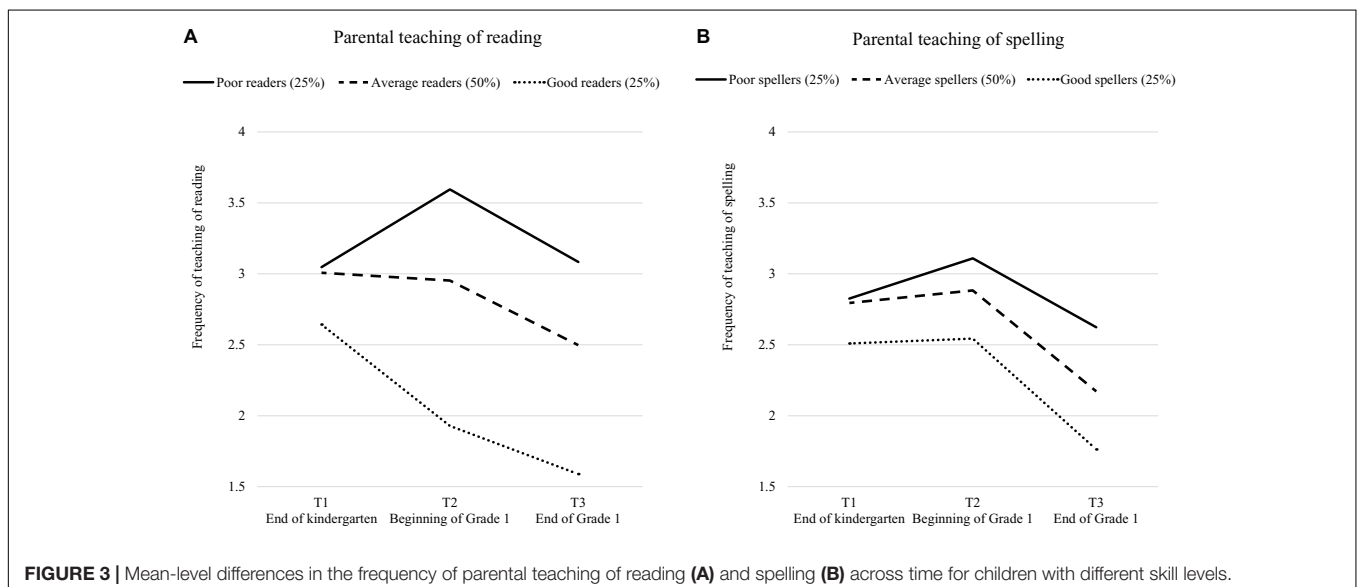 A
Parental teaching of reading
Poor readers (25%) Average readers (50%) Good readers (25%)
Frequency of teaching of reading
4
3.5
3
2.5
2
1.5
T1 T2 T3
End of kindergarten Beginning of Grade 1 End of Grade 1
B
Parental teaching of spelling
Poor spellers (25%) Average spellers (50%) Good spellers (25%)
Frequency of teaching of spelling
4
3.5
3
2.5
2
1.5
T1 T2 T3
End of kindergarten Beginning of Grade 1 End of Grade 1
FIGURE 3 | Mean-level differences in the frequency of parental teaching of reading (A) and spelling (B) across time for children with different skill levels.